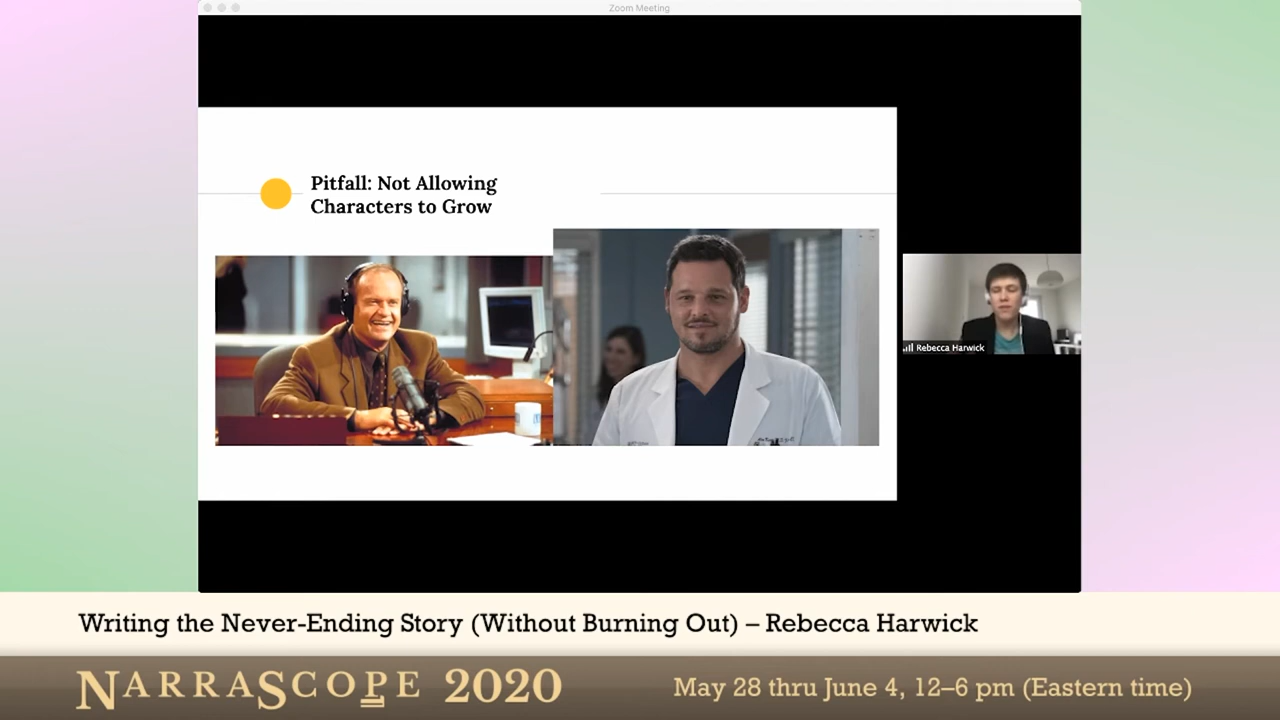 Zoom Meeting
Pitfall: Not Allowing
Characters to Grow
Rebecca Harwick
Writing the Never-Ending Story (Without Burning Out) – Rebecca Harwick
NARRASCOPE 2020
May 28 thru June 4, 12–6 pm (Eastern time)